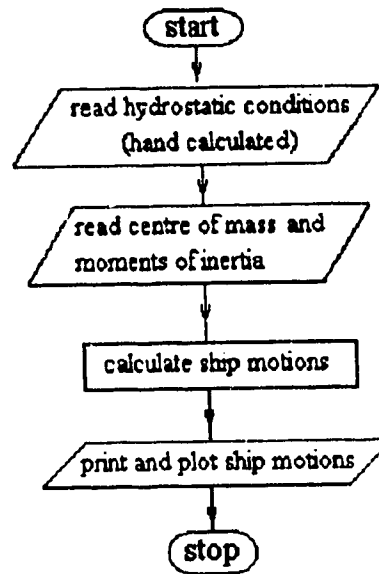 start
read hydrostatic conditions
(hand calculated)
read centre of mass and
moments of inertia
calculate ship motions
print and plot ship motions
stop